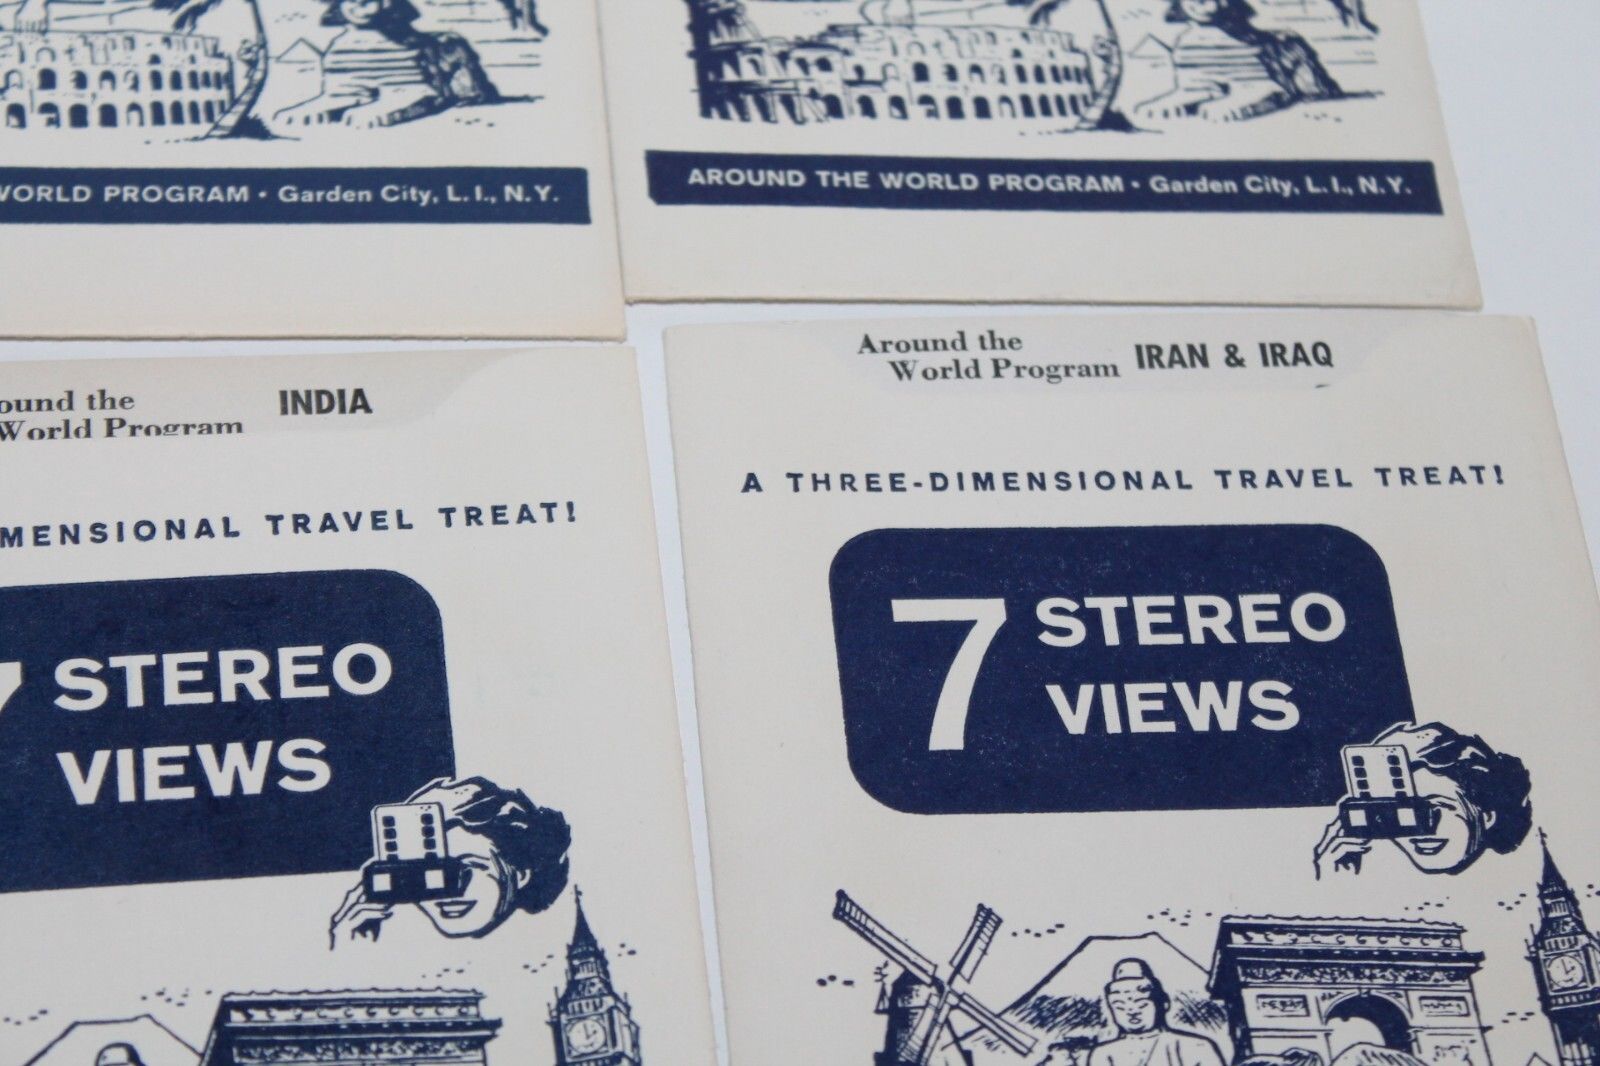 WORLD PROGRAM • Garden City, L. I., N. Y.
AROUND THE WORLD PROGRAM • Garden City, L. I., N. Y.
ound the
World Program
INDIA
MENSIONAL TRAVEL TREAT!
7 STEREO
VIEWS
Around the
World Program
IRAN & IRAQ
A THREE-DIMENSIONAL TRAVEL TREAT!
7 STEREO
VIEWS